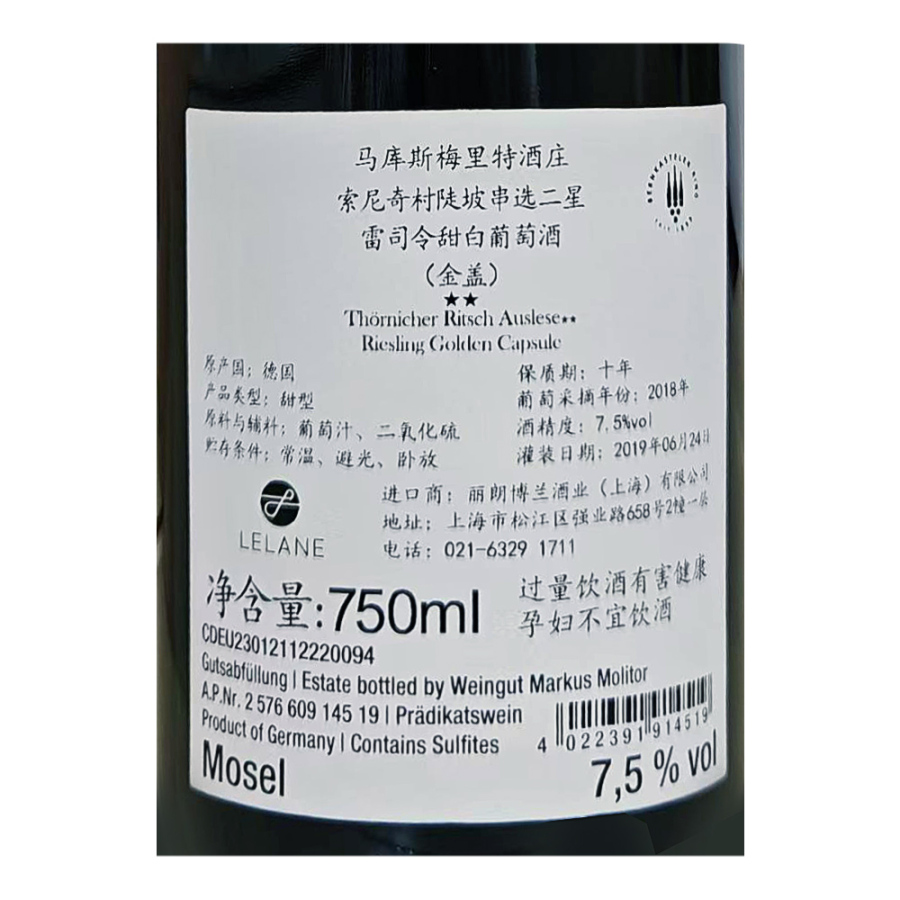 马库斯梅里特酒庄
索尼奇村陡坡串选二星
雷司令甜白葡萄酒
（金盖）
★★
Thörnicher Ritsch Auslese★★
Riesling Golden Capsule
BERNKASTELER RING
原产国：德国
产品类型：甜型
原料与辅料：葡萄汁、二氧化硫
贮存条件：常温、避光、卧放
保质期：十年
葡萄采摘年份：2018年
酒精度：7.5%vol
灌装日期：2019年06月24日
进口商：丽朗博兰酒业（上海）有限公司
地址：上海市松江区强业路658号2幢一层
电话：021-6329 1711
LELANE
净含量:750ml
过量饮酒有害健康
孕妇不宜饮酒
CDEU23012112220094
Gutsabfüllung | Estate bottled by Weingut Markus Molitor
A.P.Nr. 2 576 609 145 19 | Prädikatswein
Product of Germany | Contains Sulfites
4 022391 914519
Mosel
7,5 % vol